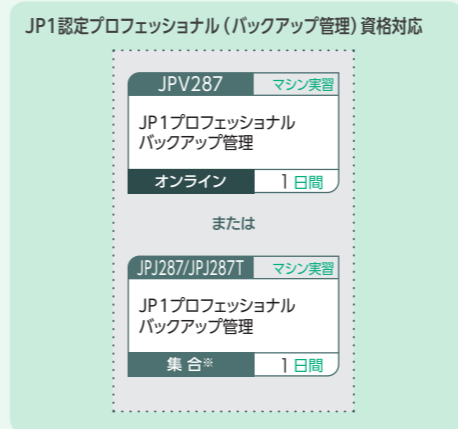 JP1認定プロフェッショナル（バックアップ管理）資格対応
JPV287 マシン実習
JP1プロフェッショナル
バックアップ管理
オンライン 1日間
または
JPJ287/JPJ287T マシン実習
JP1プロフェッショナル
バックアップ管理
集合※ 1日間